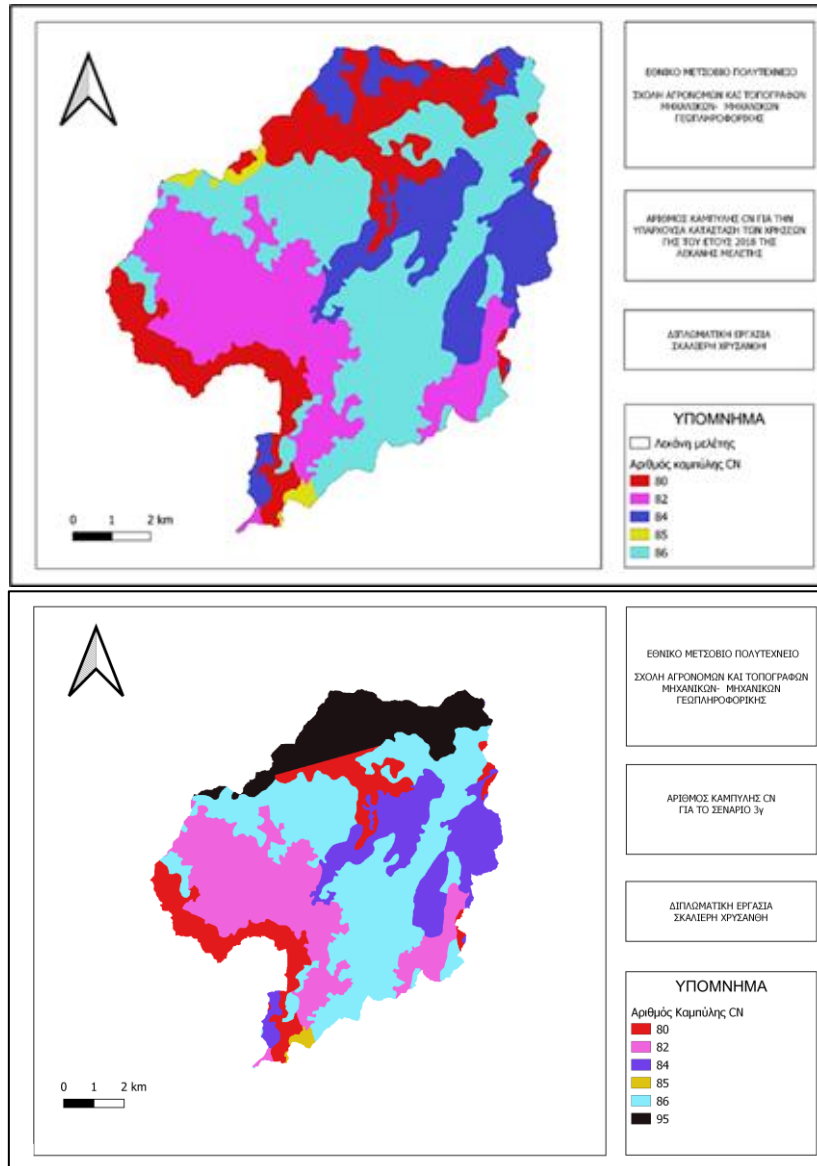 ΕΘΝΙΚΟ ΜΕΤΣΟΒΙΟ ΠΟΛΥΤΕΧΝΕΙΟ
ΣΧΟΛΗ ΑΓΡΟΝΟΜΩΝ ΚΑΙ ΤΟΠΟΓΡΑΦΩΝ
ΜΗΧΑΝΙΚΩΝ- ΜΗΧΑΝΙΚΩΝ
ΓΕΩΠΛΗΡΟΦΟΡΙΚΗΣ
ΑΡΙΘΜΟΣ ΚΑΜΠΥΛΗΣ CN ΓΙΑ ΤΗΝ
ΥΠΑΡΧΟΥΣΑ ΚΑΤΑΣΤΑΣΗ ΤΩΝ ΧΡΗΣΕΩΝ
ΓΗΣ ΤΟΥ ΕΤΟΥΣ 2018 ΤΗΣ
ΛΕΚΑΝΗΣ ΜΕΛΕΤΗΣ
ΔΙΠΛΩΜΑΤΙΚΗ ΕΡΓΑΣΙΑ
ΣΚΑΛΙΕΡΗ ΧΡΥΣΑΝΘΗ
ΥΠΟΜΝΗΜΑ
Λεκάνη μελέτης
Αριθμός καμπύλης CN
80
82
84
85
86
0 1 2 km
ΕΘΝΙΚΟ ΜΕΤΣΟΒΙΟ ΠΟΛΥΤΕΧΝΕΙΟ
ΣΧΟΛΗ ΑΓΡΟΝΟΜΩΝ ΚΑΙ ΤΟΠΟΓΡΑΦΩΝ
ΜΗΧΑΝΙΚΩΝ- ΜΗΧΑΝΙΚΩΝ
ΓΕΩΠΛΗΡΟΦΟΡΙΚΗΣ
ΑΡΙΘΜΟΣ ΚΑΜΠΥΛΗΣ CN
ΓΙΑ ΤΟ ΣΕΝΑΡΙΟ 3γ
ΔΙΠΛΩΜΑΤΙΚΗ ΕΡΓΑΣΙΑ
ΣΚΑΛΙΕΡΗ ΧΡΥΣΑΝΘΗ
ΥΠΟΜΝΗΜΑ
Αριθμός Καμπύλης CN
80
82
84
85
86
95
0 1 2 km